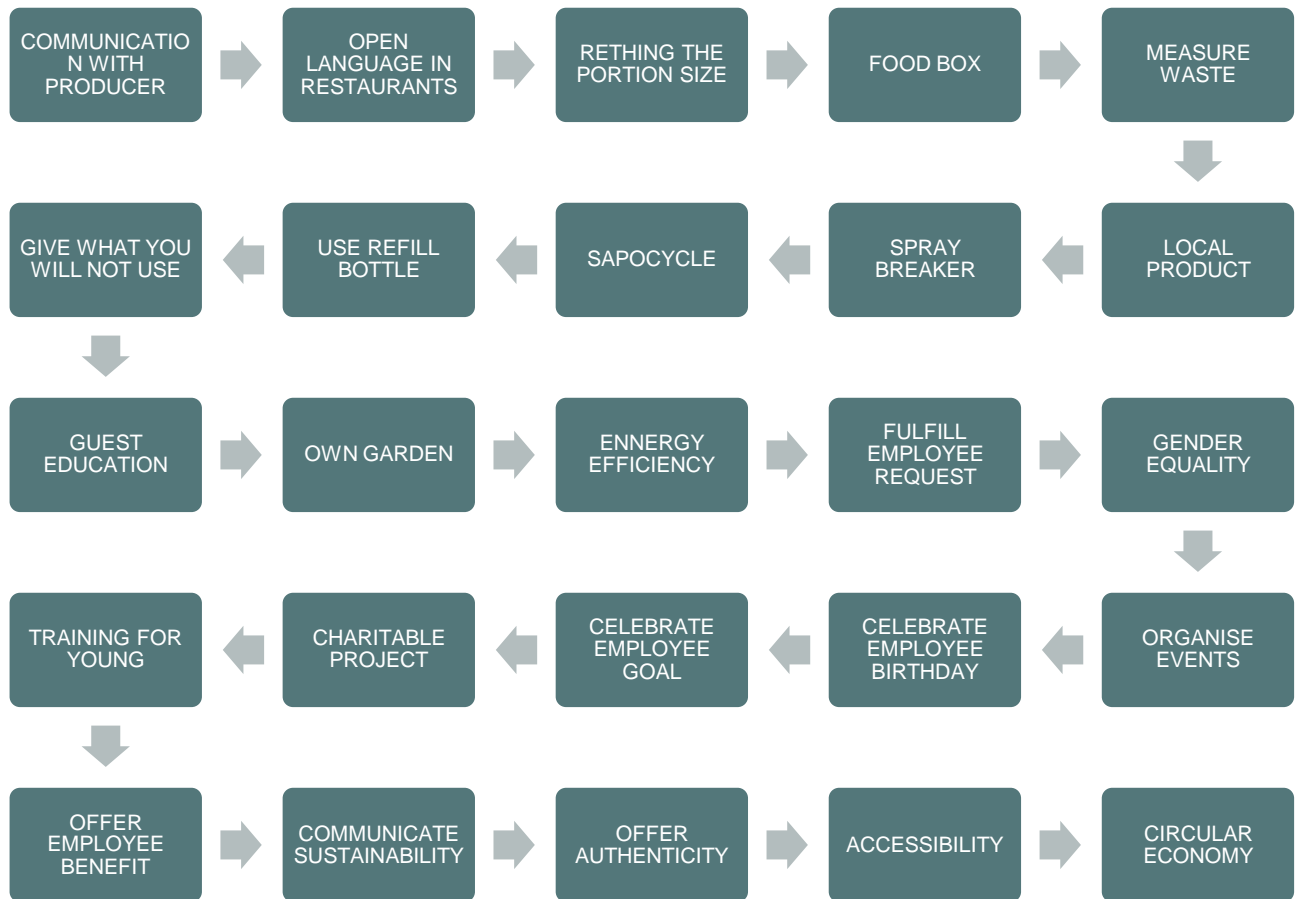 COMMUNICATIO
N WITH
PRODUCER
OPEN
LANGUAGE IN
RESTAURANTS
RETHING THE
PORTION SIZE
FOOD BOX
MEASURE
WASTE
LOCAL
PRODUCT
SPRAY
BREAKER
SAPOCYCLE
USE REFILL
BOTTLE
GIVE WHAT YOU
WILL NOT USE
GUEST
EDUCATION
OWN GARDEN
ENNERGY
EFFICIENCY
FULFILL
EMPLOYEE
REQUEST
GENDER
EQUALITY
ORGANISE
EVENTS
CELEBRATE
EMPLOYEE
BIRTHDAY
CELEBRATE
EMPLOYEE
GOAL
CHARITABLE
PROJECT
TRAINING FOR
YOUNG
OFFER
EMPLOYEE
BENEFIT
COMMUNICATE
SUSTAINABILITY
OFFER
AUTHENTICITY
ACCESSIBILITY
CIRCULAR
ECONOMY